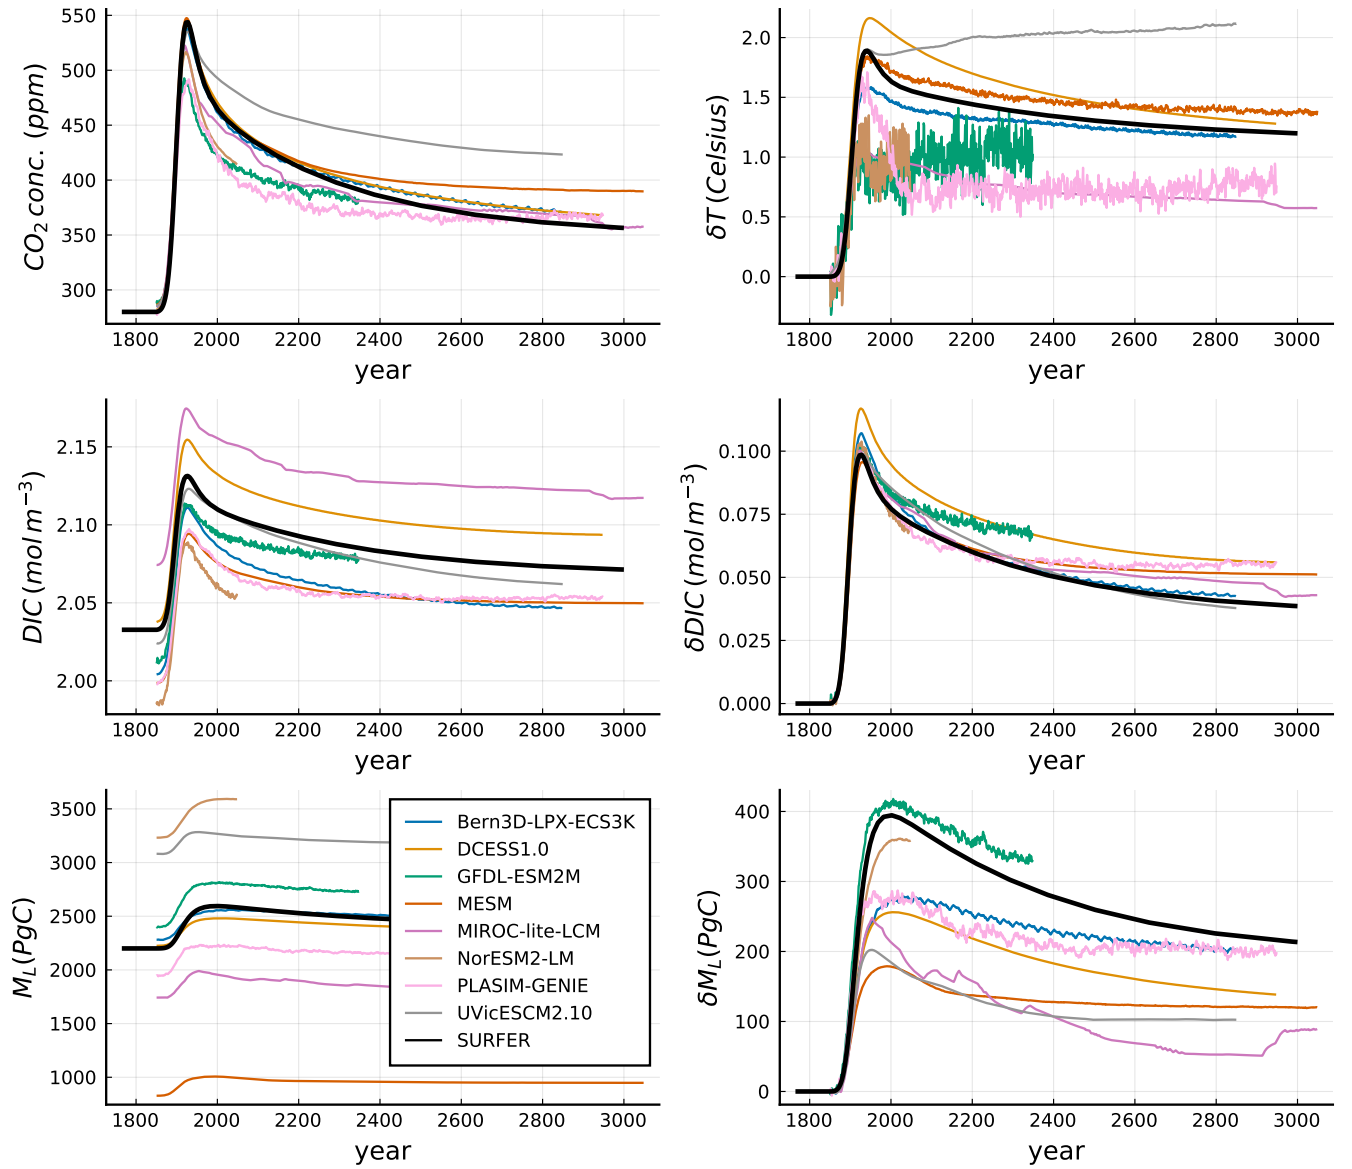 550
500
450
400
350
300
CO₂ conc. (ppm)
1800 2000 2200 2400 2600 2800 3000
year
2.0
1.5
1.0
0.5
0.0
δT (Celsius)
1800 2000 2200 2400 2600 2800 3000
year
2.15
2.10
2.05
2.00
DIC (mol m⁻³)
1800 2000 2200 2400 2600 2800 3000
year
0.100
0.075
0.050
0.025
0.000
δDIC (mol m⁻³)
1800 2000 2200 2400 2600 2800 3000
year
3500
3000
2500
2000
1500
1000
M_L(PgC)
Bern3D-LPX-ECS3K
DCESS1.0
GFDL-ESM2M
MESM
MIROC-lite-LCM
NorESM2-LM
PLASIM-GENIE
UVicESCM2.10
SURFER
1800 2000 2200 2400 2600 2800 3000
year
400
300
200
100
0
δM_L(PgC)
1800 2000 2200 2400 2600 2800 3000
year